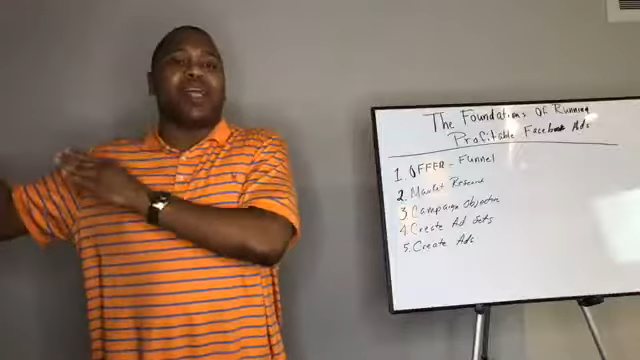 The Foundations Of Running
Profitable Facebook Ads
1. OFFER - Funnel
2. Market Research
3. Campaign Objective
4. Create Ad Sets
5. Create Ads